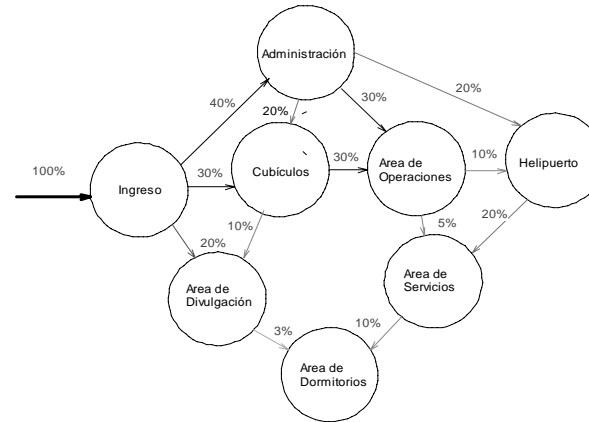 Administración
20%
40%
20%
30%
100%
Ingreso
30%
Cubículos
30%
Area de
Operaciones
10%
Helipuerto
20%
10%
5%
20%
Area de
Divulgación
Area de
Servicios
3%
10%
Area de
Dormitorios